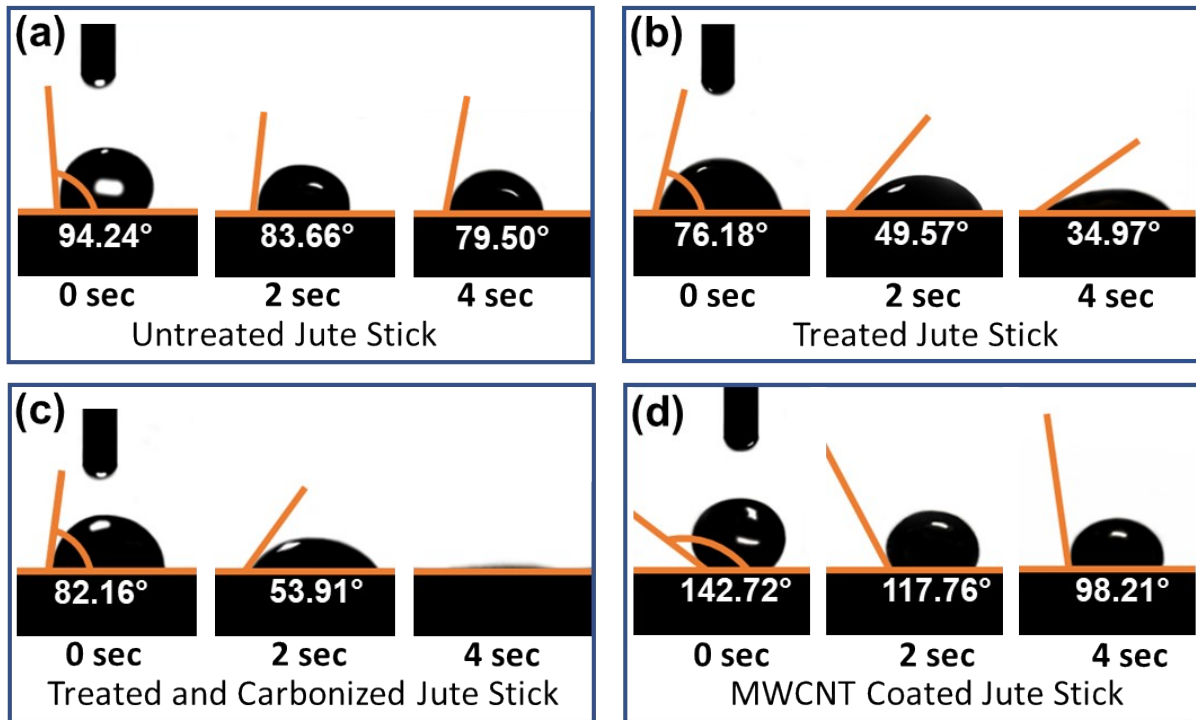 (a)
94.24° 83.66° 79.50°
0 sec 2 sec 4 sec
Untreated Jute Stick
(b)
76.18° 49.57° 34.97°
0 sec 2 sec 4 sec
Treated Jute Stick
(c)
82.16° 53.91°
0 sec 2 sec 4 sec
Treated and Carbonized Jute Stick
(d)
142.72° 117.76° 98.21°
0 sec 2 sec 4 sec
MWCNT Coated Jute Stick